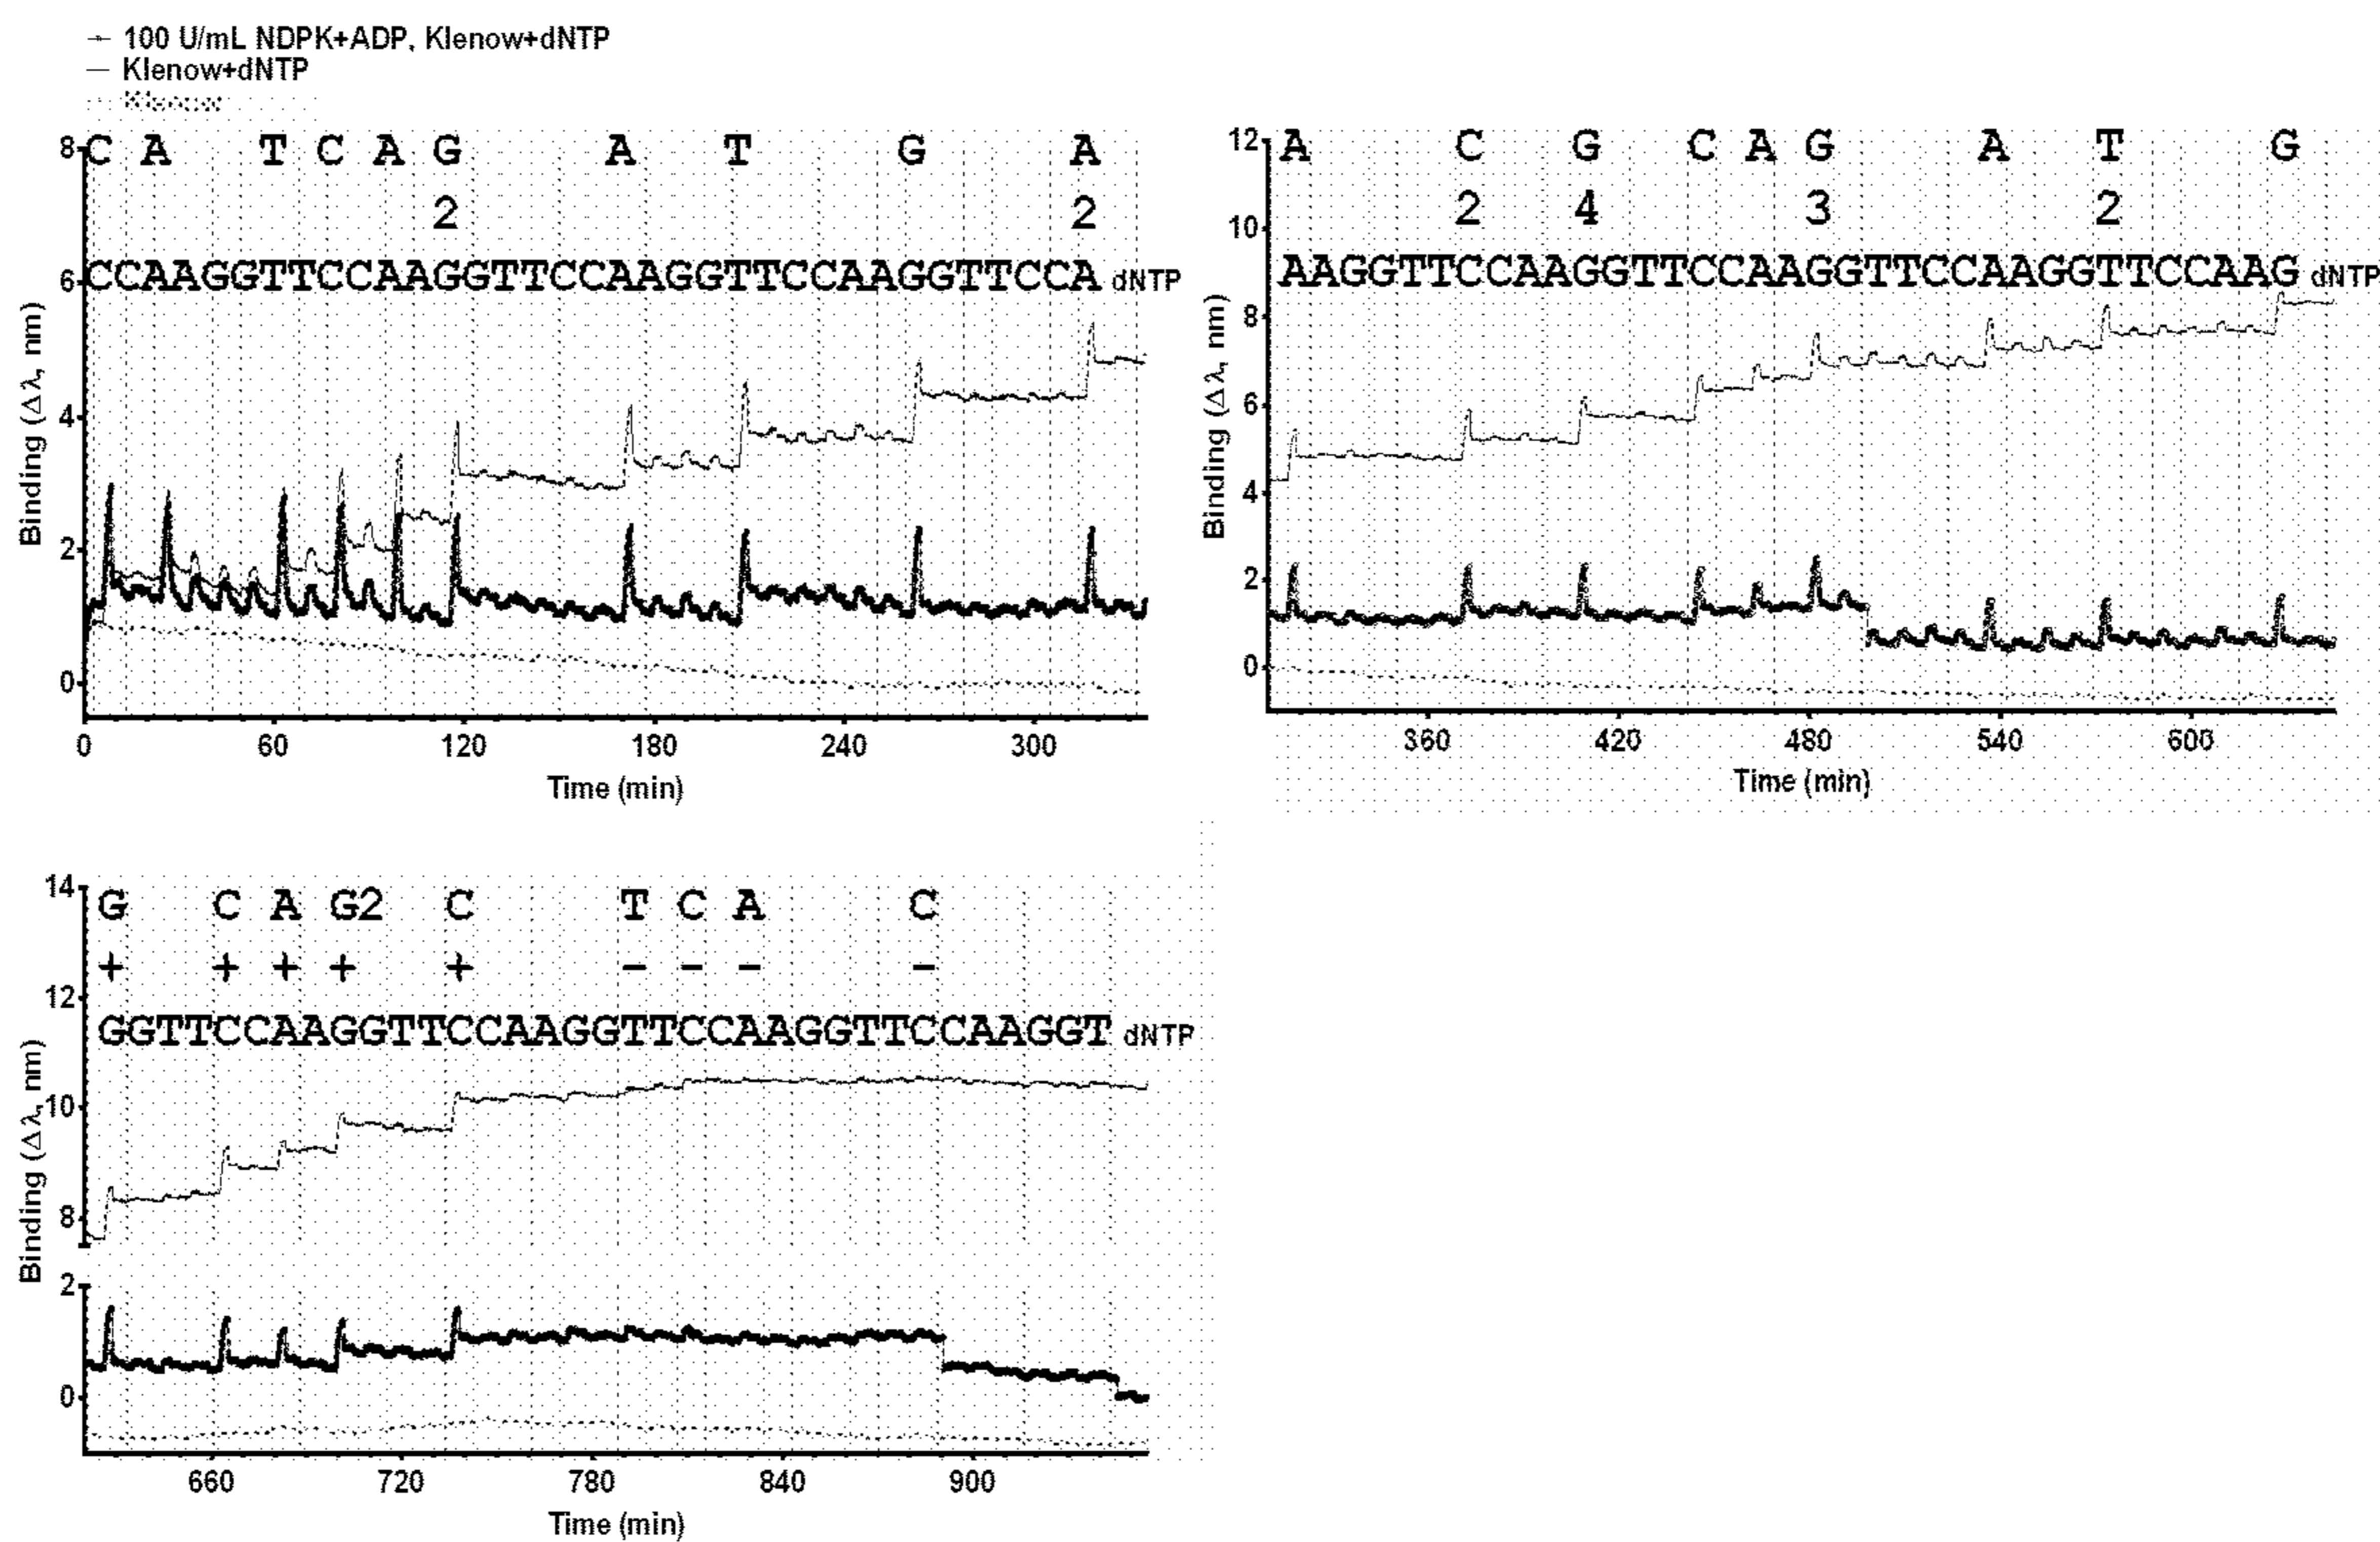 100 U/mL NDPK+ADP, Klenow+dNTP
Klenow+dNTP
Klenow
C A T C A G A T G A
2 2
CCAAGGTTCCAAGGTTCCAAGGTTCCAAGGTTCCA dNTP
8
6
4
2
0
Binding (Δλ, nm)
0 60 120 180 240 300
Time (min)
A C G C A G A T G
2 4 3 2
AAGGTTCCAAGGTTCCAAGGTTCCAAGGTTCCAAG dNTP
12
10
8
6
4
2
0
Binding (Δλ, nm)
360 420 480 540 600
Time (min)
G C A G2 C T C A C
+ + + + + − − − −
GGTTCCAAGGTTCCAAGGTTCCAAGGTTCCAAGGT dNTP
14
12
10
8
2
0
Binding (Δλ, nm)
660 720 780 840 900
Time (min)